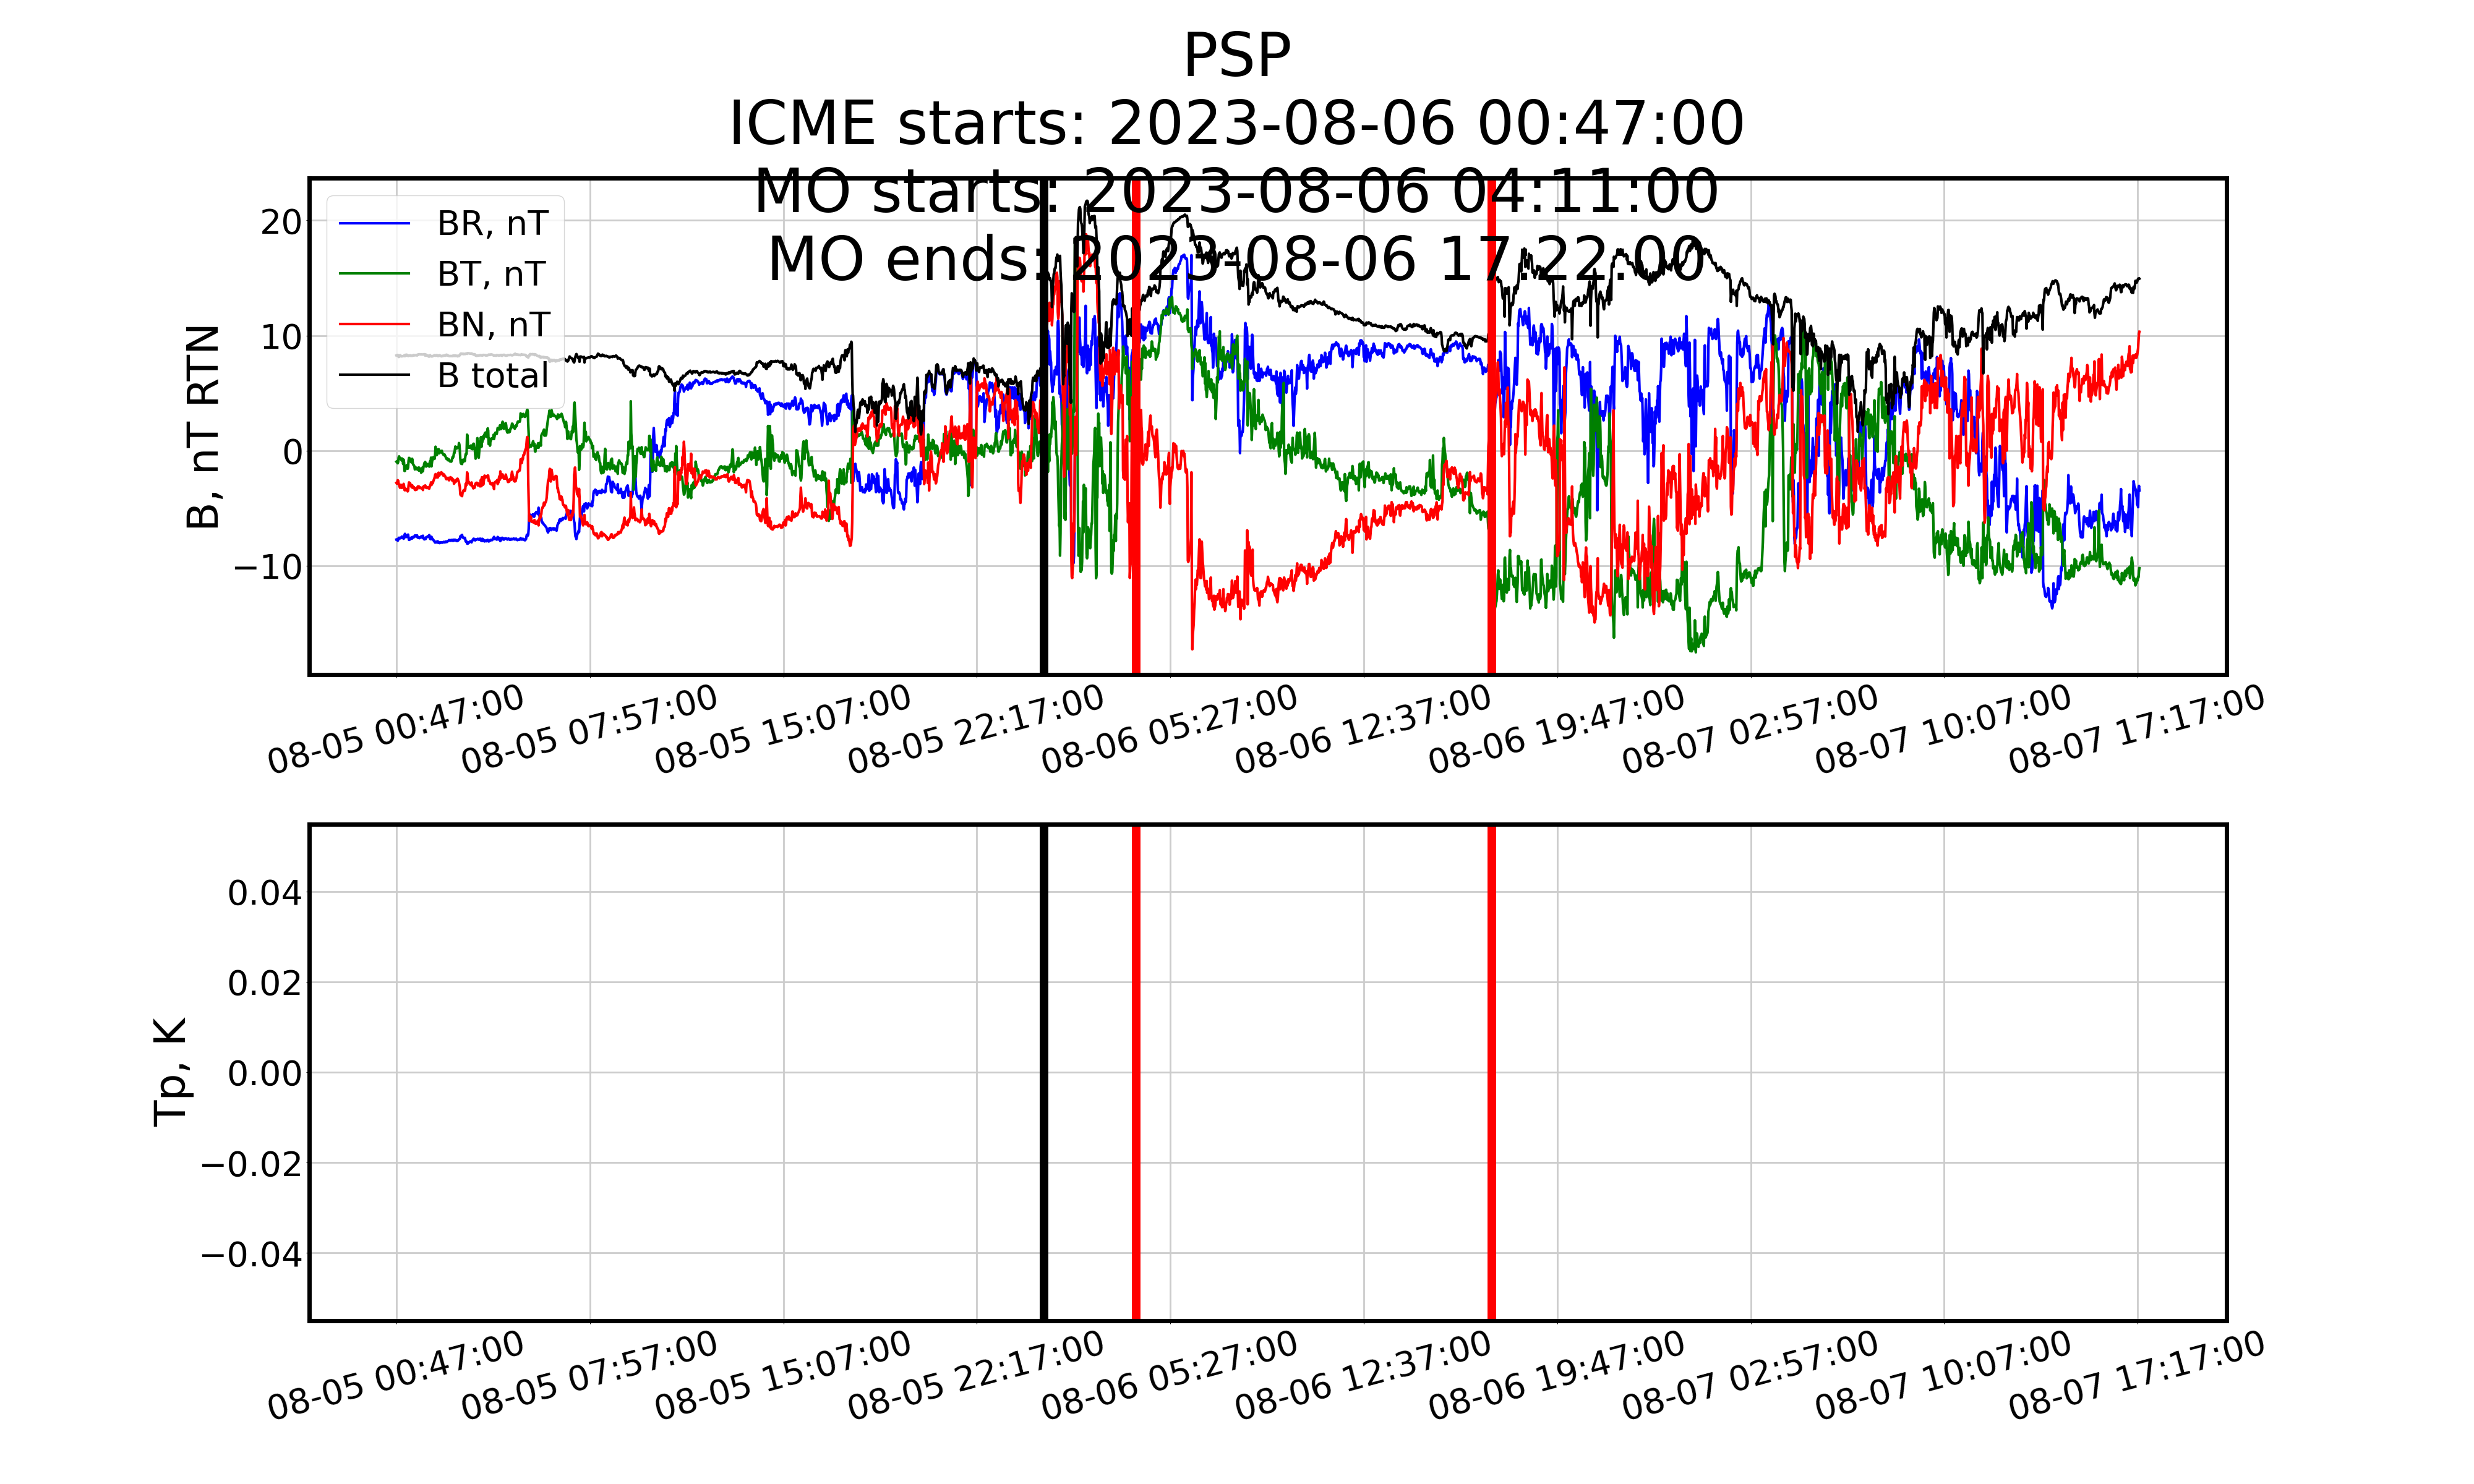 PSP
ICME starts: 2023-08-06 00:47:00
MO starts: 2023-08-06 04:11:00
MO ends: 2023-08-06 17:22:00
B, nT RTN
20
10
0
−10
BR, nT
BT, nT
BN, nT
B total
08-05 00:47:00
08-05 07:57:00
08-05 15:07:00
08-05 22:17:00
08-06 05:27:00
08-06 12:37:00
08-06 19:47:00
08-07 02:57:00
08-07 10:07:00
08-07 17:17:00
Tp, K
0.04
0.02
0.00
−0.02
−0.04
08-05 00:47:00
08-05 07:57:00
08-05 15:07:00
08-05 22:17:00
08-06 05:27:00
08-06 12:37:00
08-06 19:47:00
08-07 02:57:00
08-07 10:07:00
08-07 17:17:00